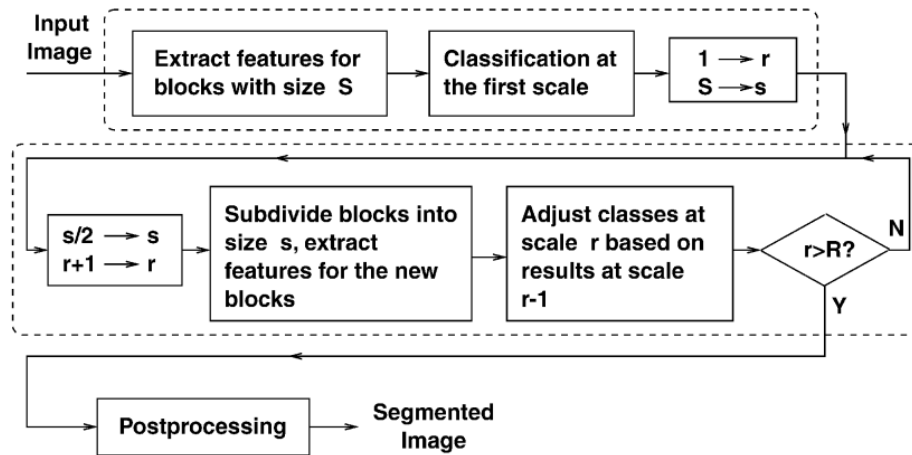 Input
Image
Extract features for
blocks with size S
Classification at
the first scale
1 → r
S → s
s/2 → s
r+1 → r
Subdivide blocks into
size s, extract
features for the new
blocks
Adjust classes at
scale r based on
results at scale
r-1
r>R?
N
Y
Postprocessing
Segmented
Image